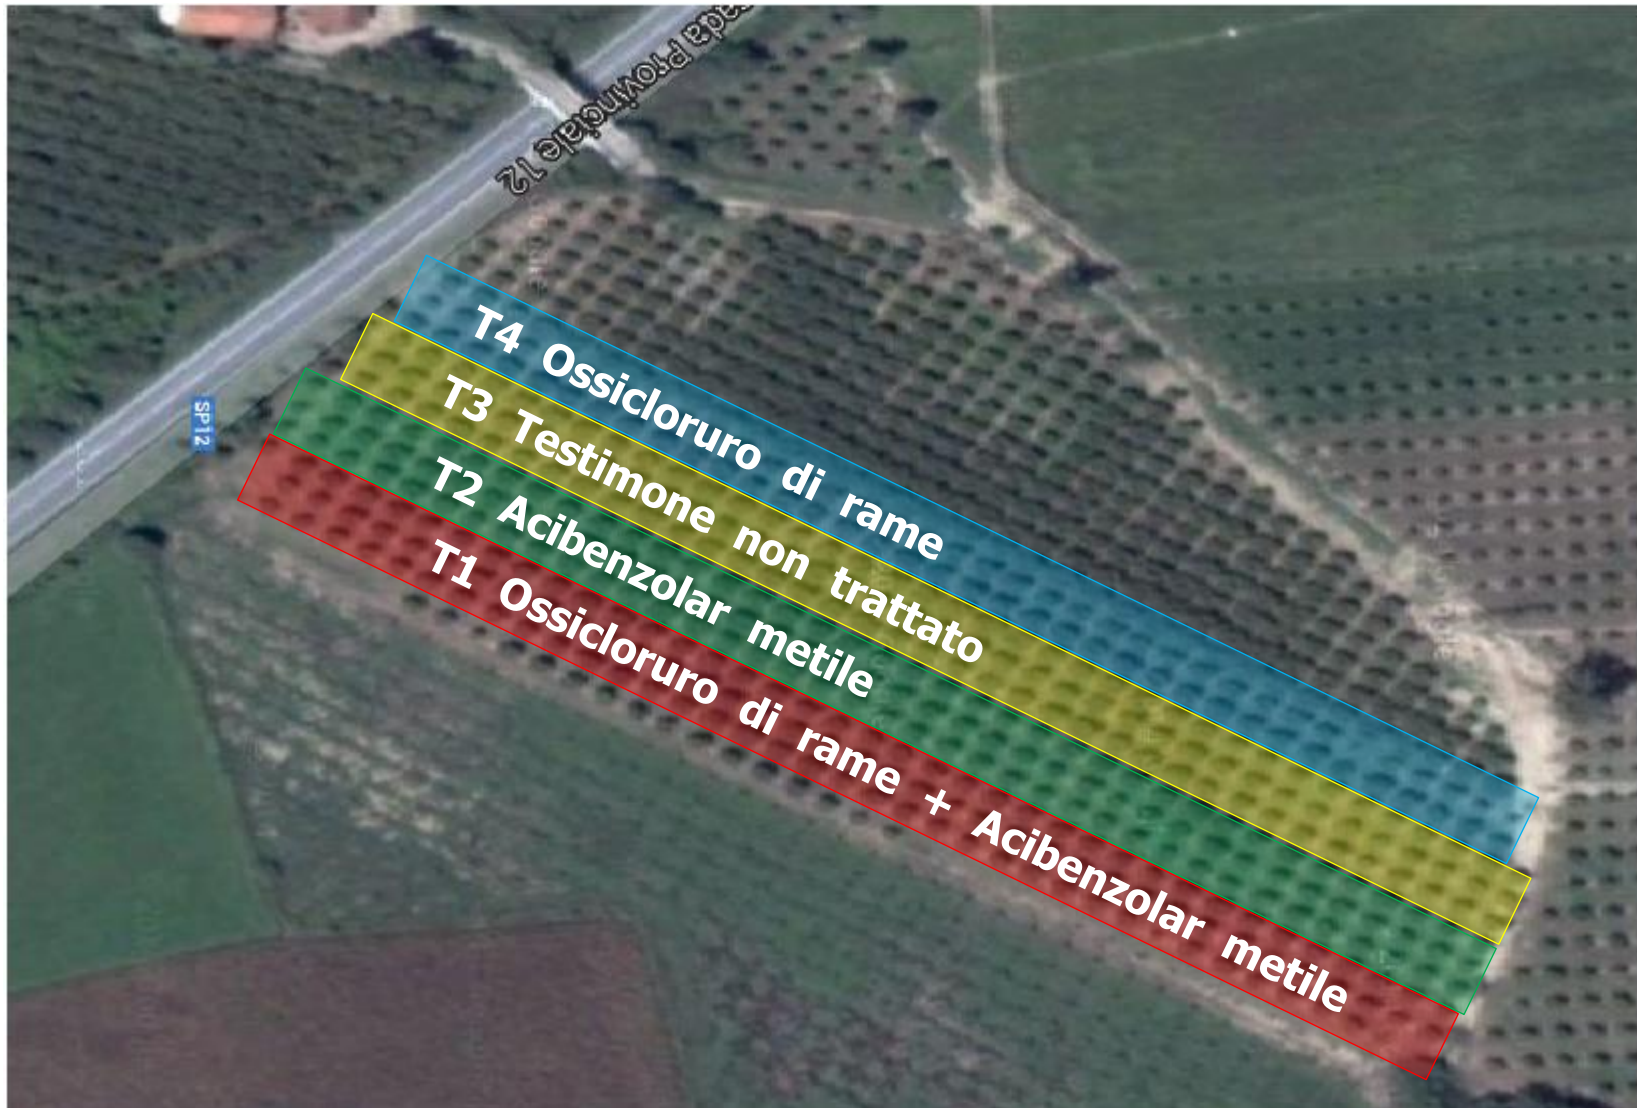 Provinciale 12
SP12
T4 Ossicloruro di rame
T3 Testimone non trattato
T2 Acibenzolar metile
T1 Ossicloruro di rame + Acibenzolar metile